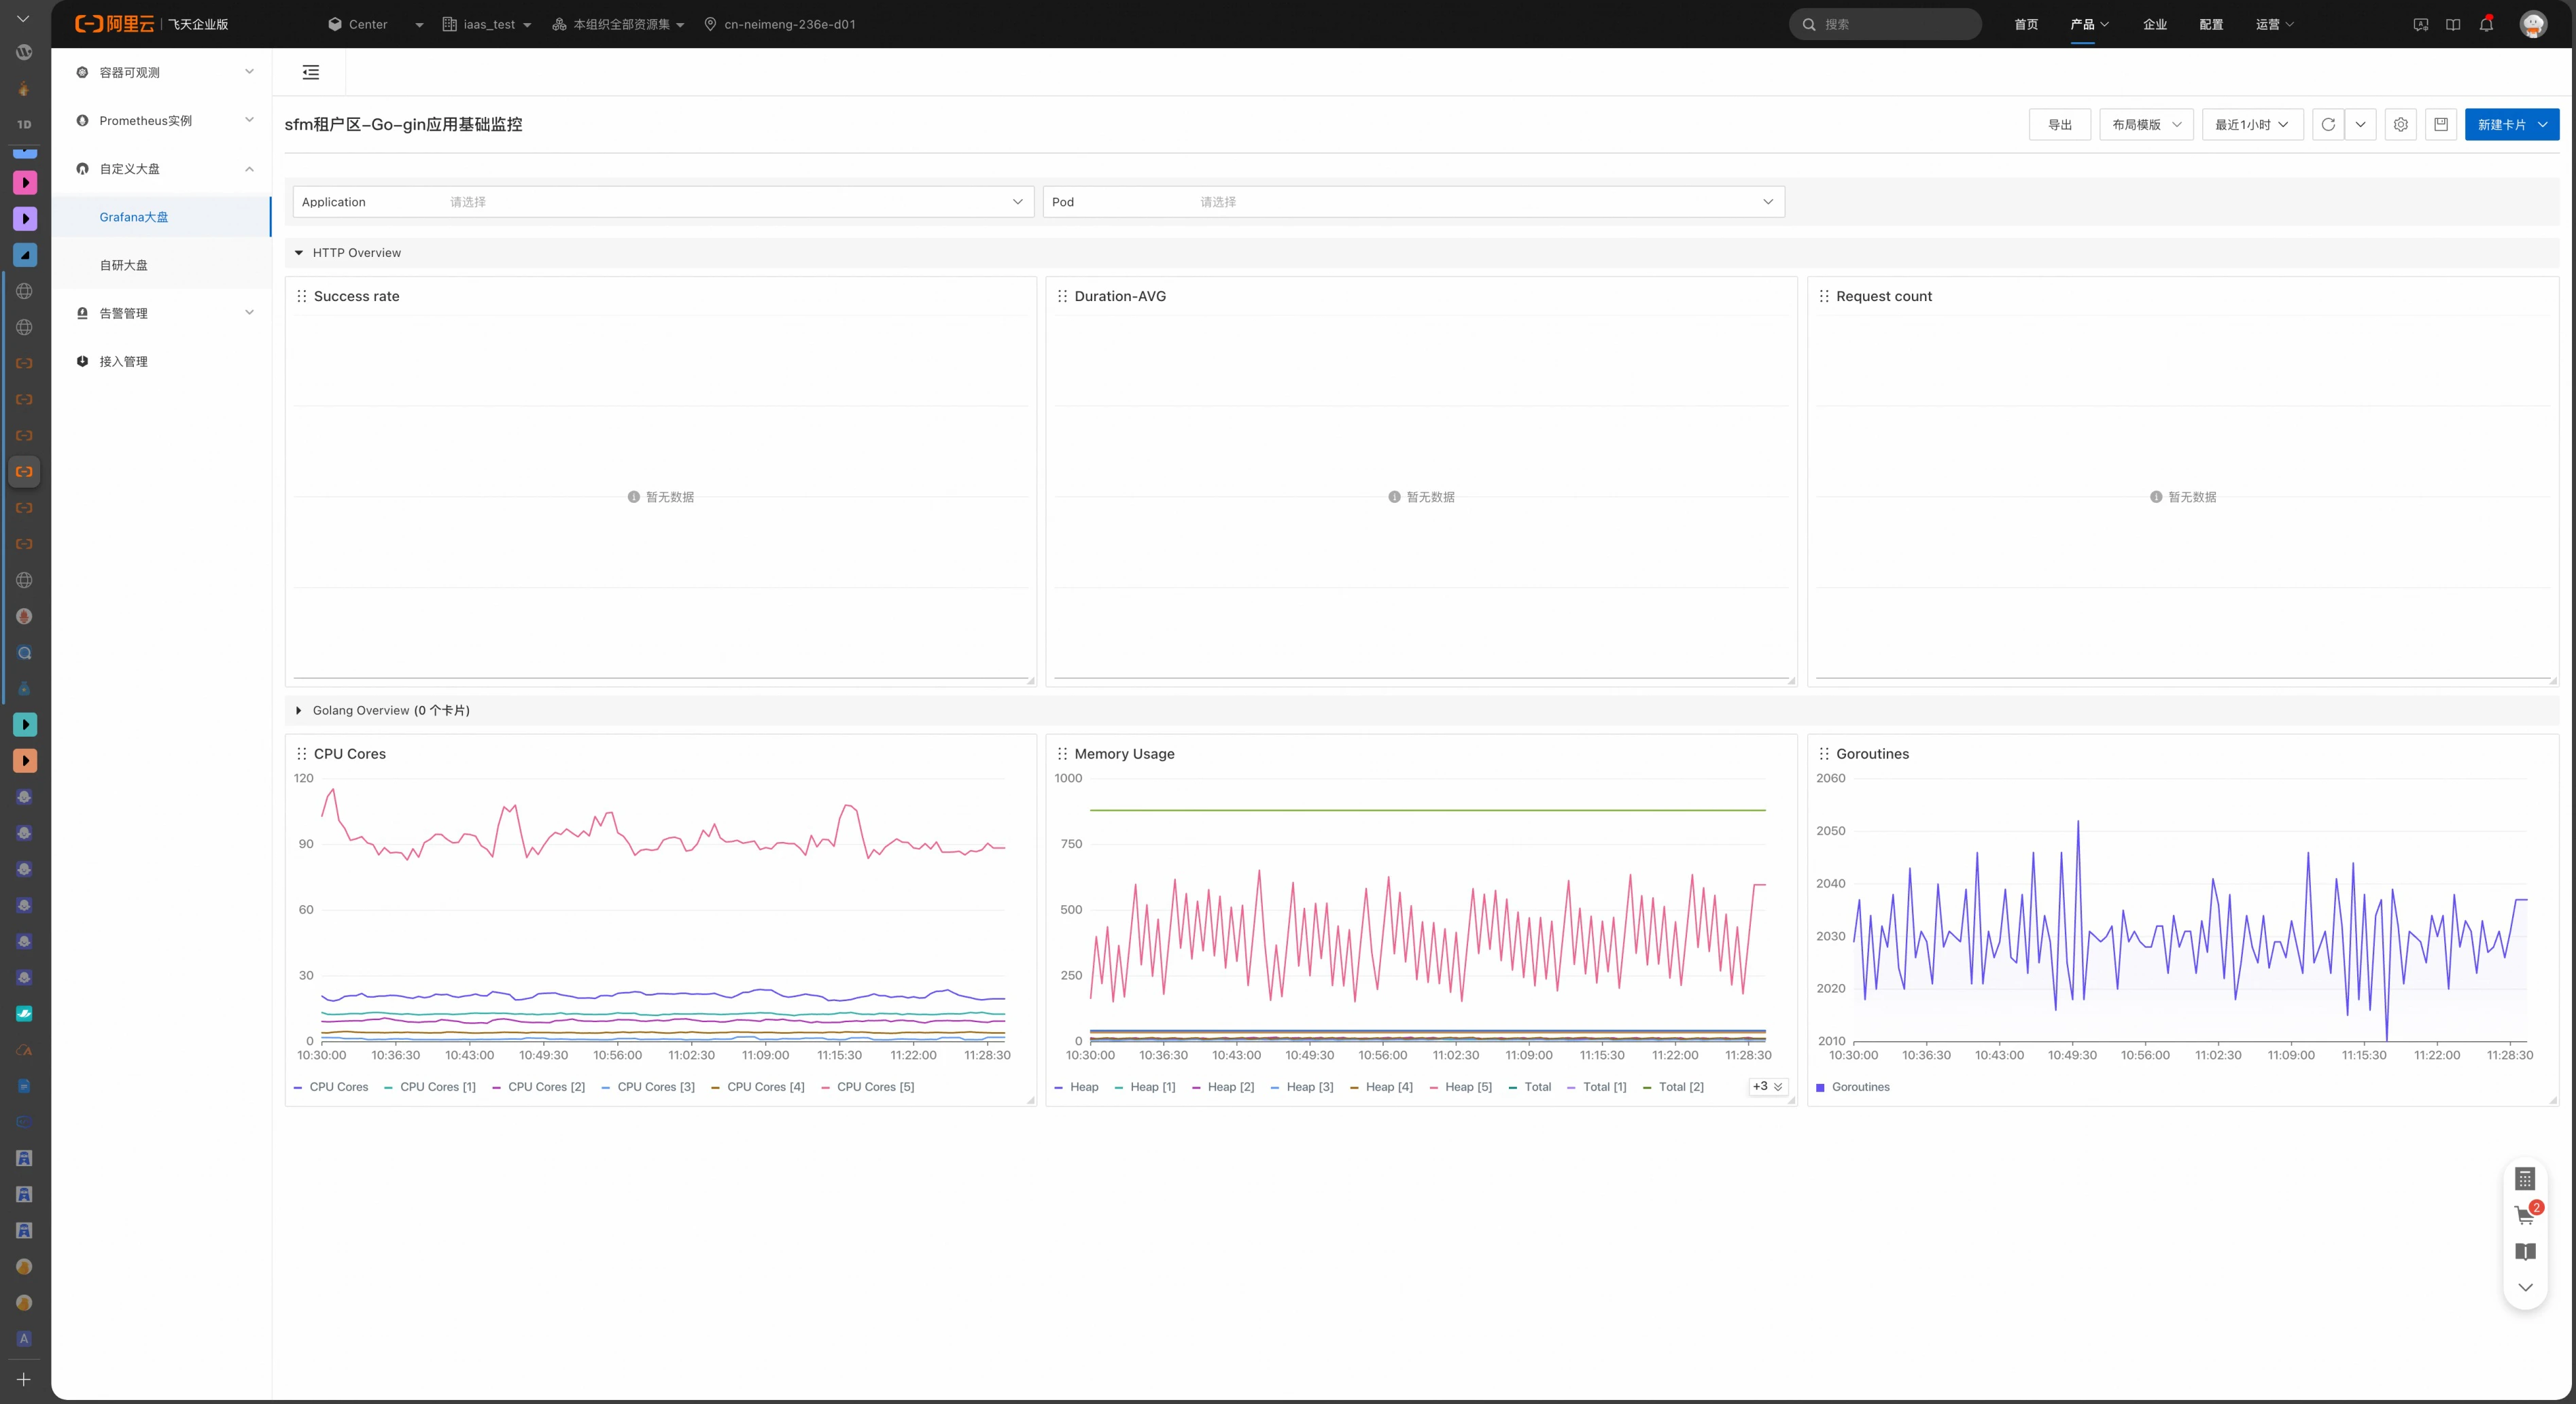 阿里云 | 飞天企业版
Center
iaas_test
本组织全部资源集
cn-neimeng-236e-d01
搜索
首页
产品
企业
配置
运营
1D
容器可观测
Prometheus实例
自定义大盘
Grafana大盘
自研大盘
告警管理
接入管理
sfm租户区-Go-gin应用基础监控
导出
布局模版
最近1小时
新建卡片
Application 请选择
Pod 请选择
HTTP Overview
Success rate
暂无数据
Duration-AVG
暂无数据
Request count
暂无数据
Golang Overview (0 个卡片)
CPU Cores
120
90
60
30
0
10:30:00 10:36:30 10:43:00 10:49:30 10:56:00 11:02:30 11:09:00 11:15:30 11:22:00 11:28:30
CPU Cores CPU Cores [1] CPU Cores [2] CPU Cores [3] CPU Cores [4] CPU Cores [5]
Memory Usage
1000
750
500
250
0
10:30:00 10:36:30 10:43:00 10:49:30 10:56:00 11:02:30 11:09:00 11:15:30 11:22:00 11:28:30
Heap Heap [1] Heap [2] Heap [3] Heap [4] Heap [5] Total Total [1] Total [2] +3
Goroutines
2060
2050
2040
2030
2020
2010
10:30:00 10:36:30 10:43:00 10:49:30 10:56:00 11:02:30 11:09:00 11:15:30 11:22:00 11:28:30
Goroutines
2
A